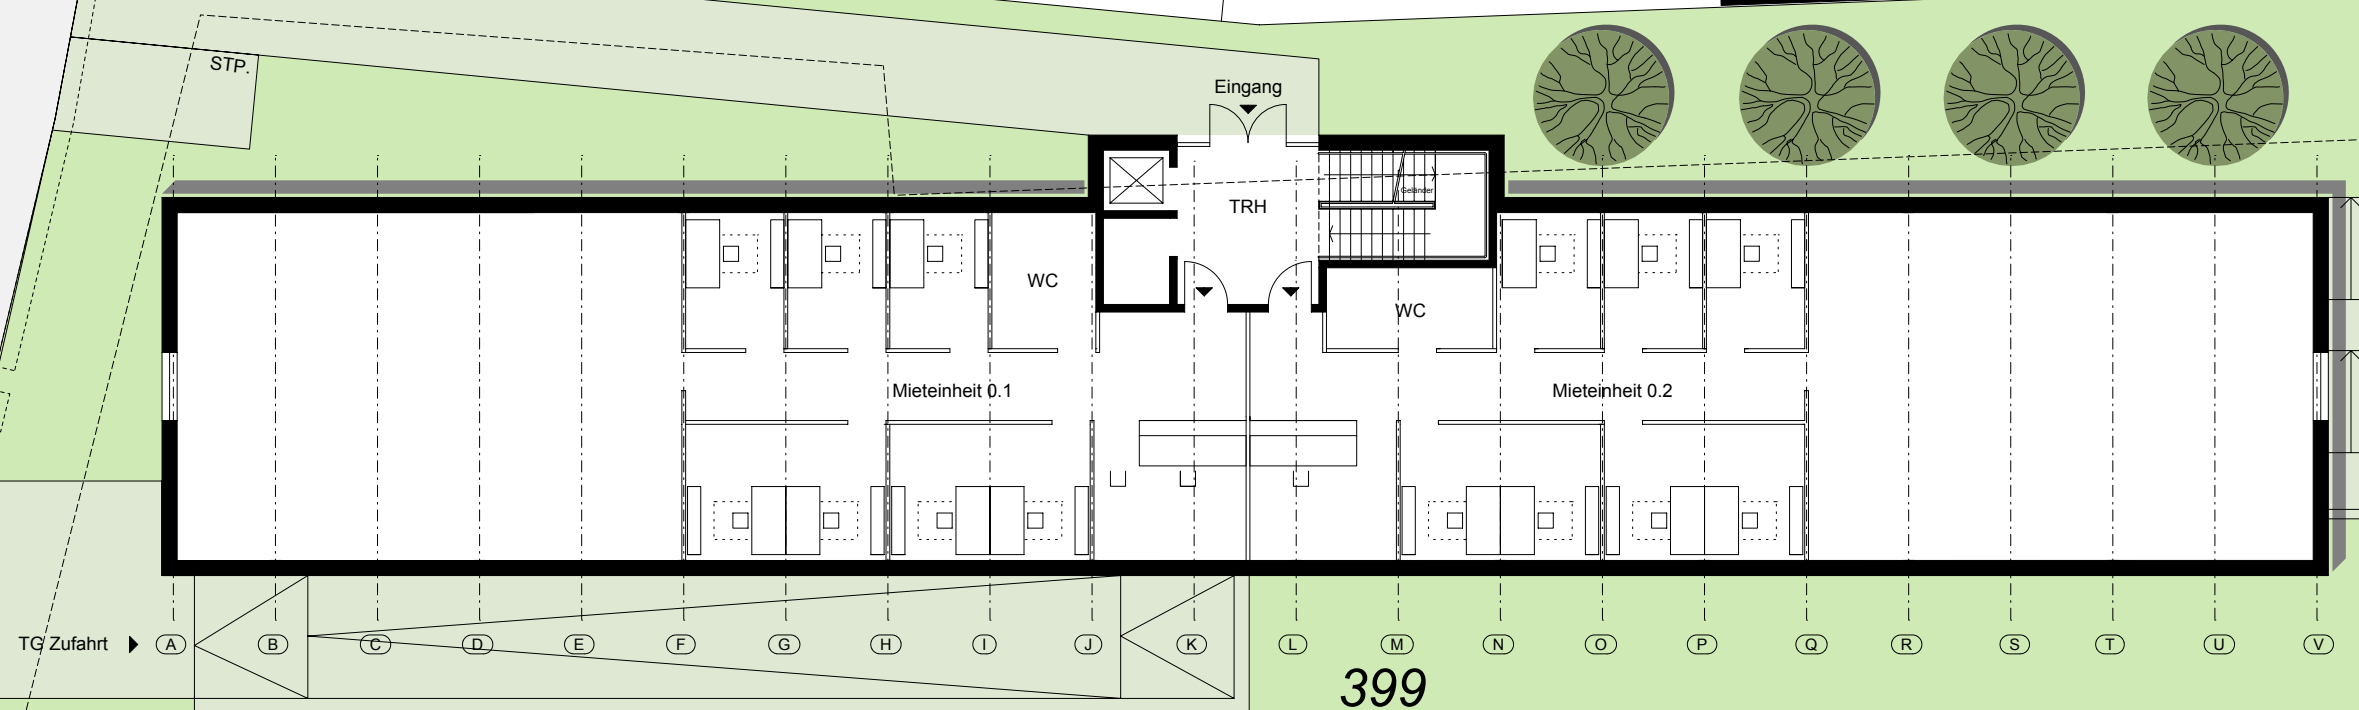 STP.
Eingang
Geländer
TRH
WC
WC
Mieteinheit 0.1
Mieteinheit 0.2
TG Zufahrt
A B C D E F G H I J K L M N O P Q R S T U V
399